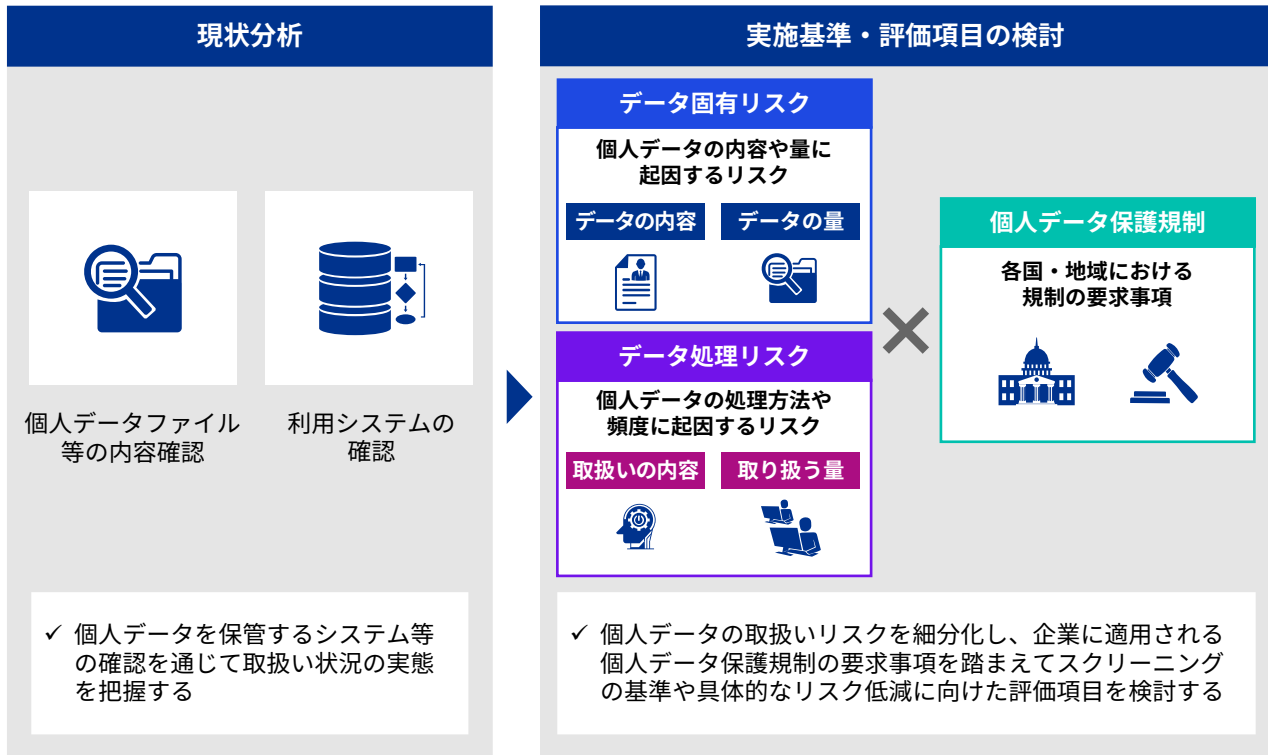 現状分析
個人データファイル
等の内容確認
利用システムの
確認
✓ 個人データを保管するシステム等
の確認を通じて取扱い状況の実態
を把握する
実施基準・評価項目の検討
データ固有リスク
個人データの内容や量に
起因するリスク
データの内容
データの量
データ処理リスク
個人データの処理方法や
頻度に起因するリスク
取扱いの内容
取り扱う量
×
個人データ保護規制
各国・地域における
規制の要求事項
✓ 個人データの取扱いリスクを細分化し、企業に適用される
個人データ保護規制の要求事項を踏まえてスクリーニング
の基準や具体的なリスク低減に向けた評価項目を検討する